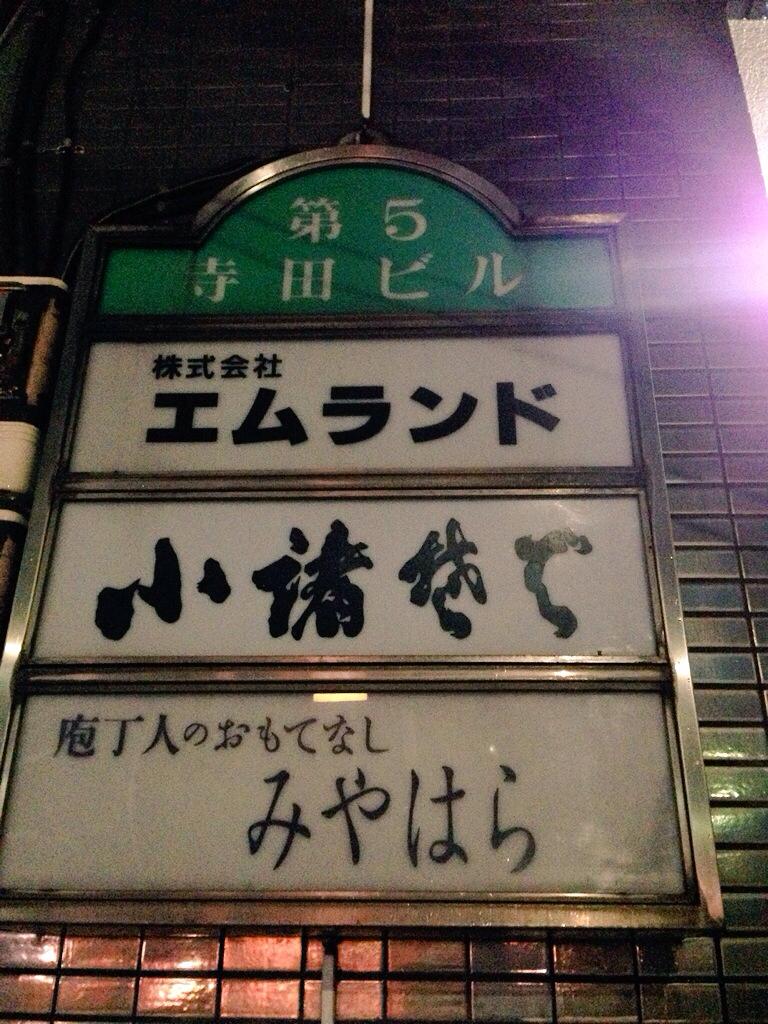 第5
寺田ビル
株式会社
エムランド
小諸そば
庖丁人のおもてなし
みやはら